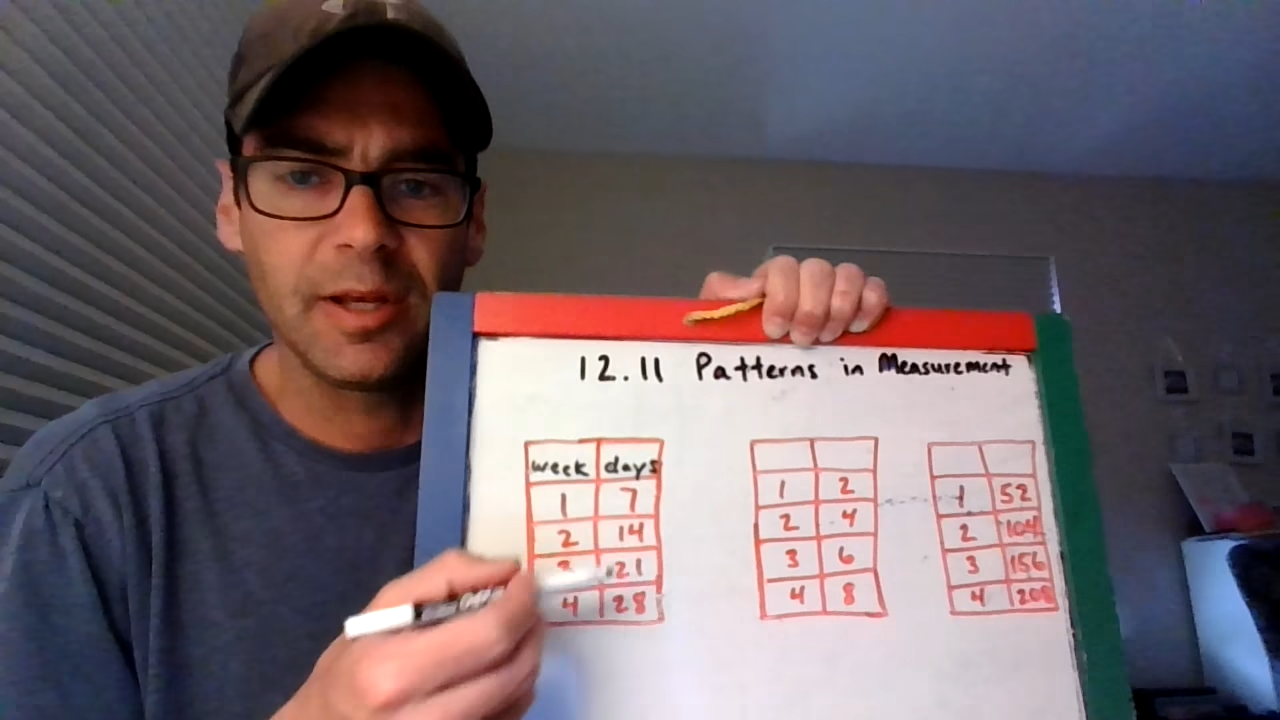 12.11 Patterns in Measurement
week days
1 7 1 2 1 52
2 14 2 4 2 104
3 21 3 6 3 156
4 28 4 8 4 208